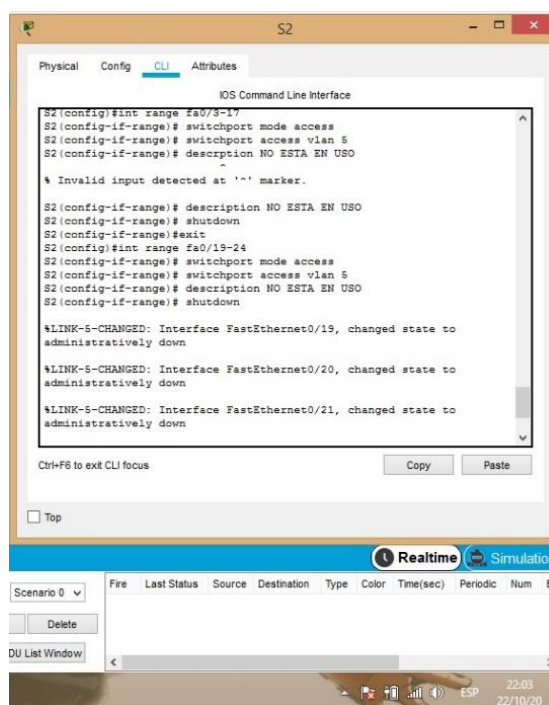 S2
Physical Config CLI Attributes
IOS Command Line Interface
S2(config)#int range fa0/3-17
S2(config-if-range)# switchport mode access
S2(config-if-range)# switchport access vlan 5
S2(config-if-range)# descrption NO ESTA EN USO
^
% Invalid input detected at '^' marker.
S2(config-if-range)# description NO ESTA EN USO
S2(config-if-range)# shutdown
S2(config-if-range)#exit
S2(config)#int range fa0/19-24
S2(config-if-range)# switchport mode access
S2(config-if-range)# switchport access vlan 5
S2(config-if-range)# description NO ESTA EN USO
S2(config-if-range)# shutdown
%LINK-5-CHANGED: Interface FastEthernet0/19, changed state to
administratively down
%LINK-5-CHANGED: Interface FastEthernet0/20, changed state to
administratively down
%LINK-5-CHANGED: Interface FastEthernet0/21, changed state to
administratively down
Ctrl+F6 to exit CLI focus
Copy Paste
Top
Realtime Simulatio
Scenario 0
Fire Last Status Source Destination Type Color Time(sec) Periodic Num
Delete
DU List Window
ESP
22:03
22/10/20